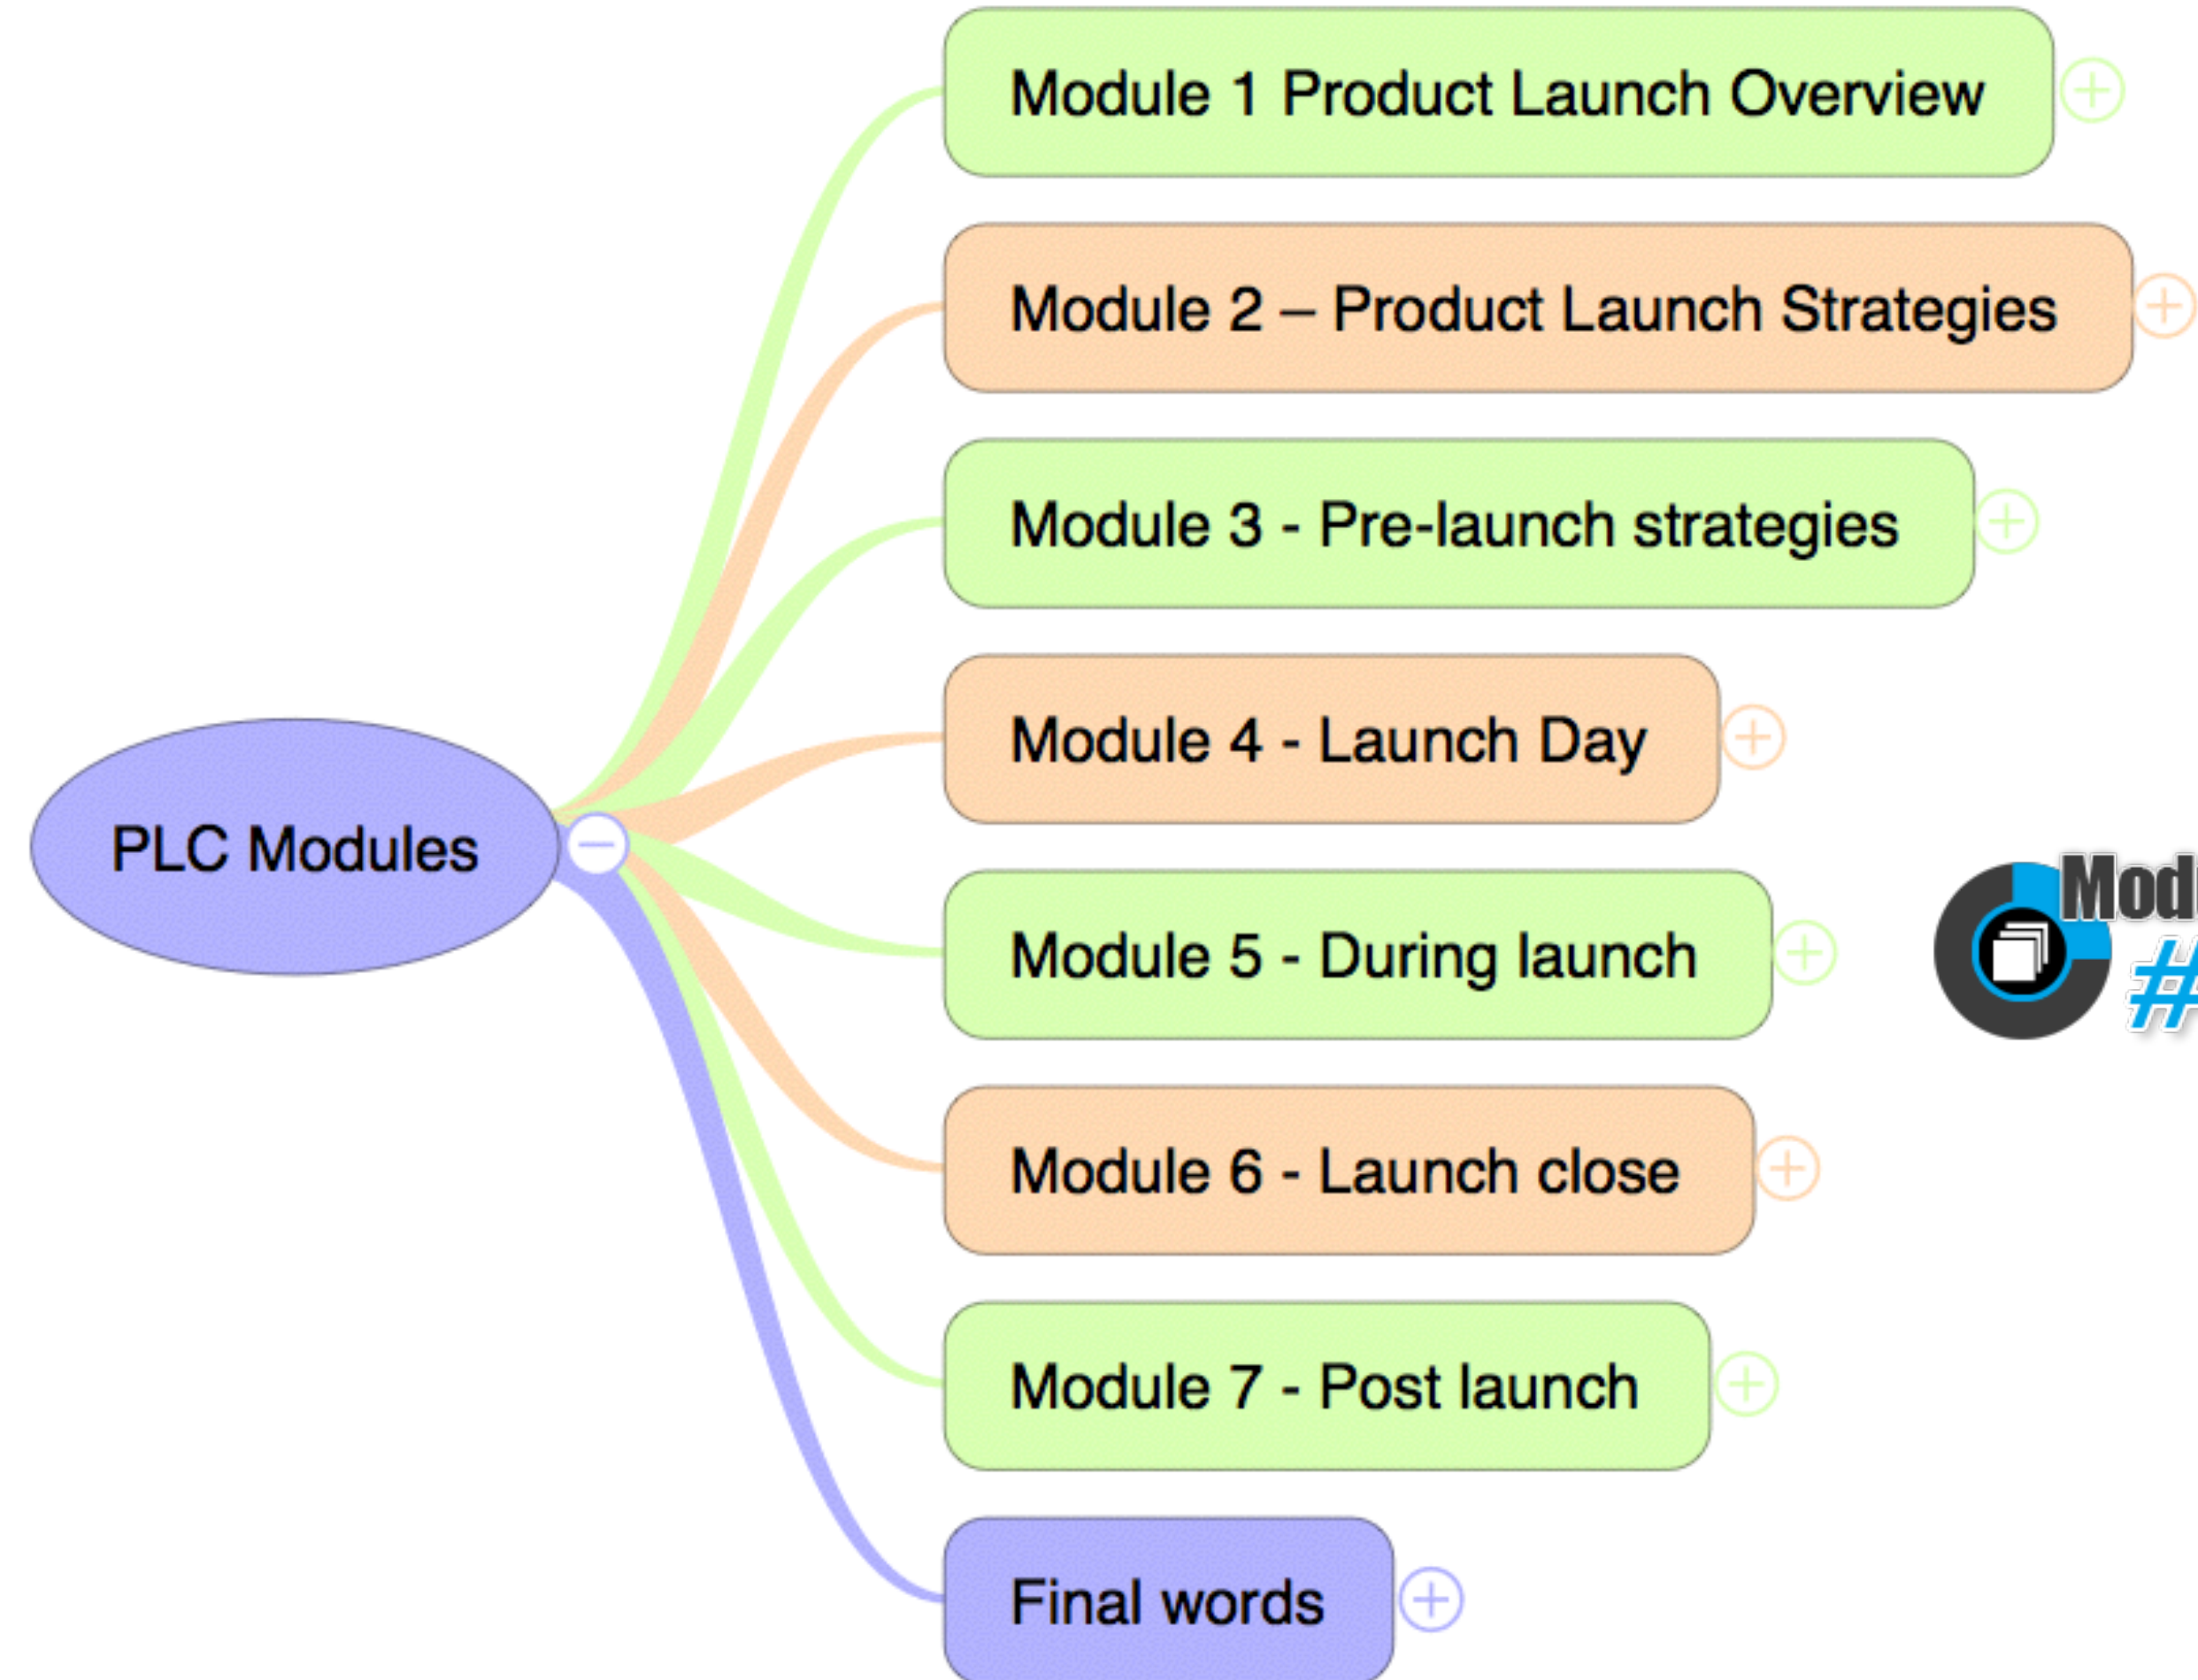 Module 1 Product Launch Overview
Module 2 – Product Launch Strategies
Module 3 - Pre-launch strategies
Module 4 - Launch Day
PLC Modules
Module 5 - During launch
#
Module 6 - Launch close
Module 7 - Post launch
Final words